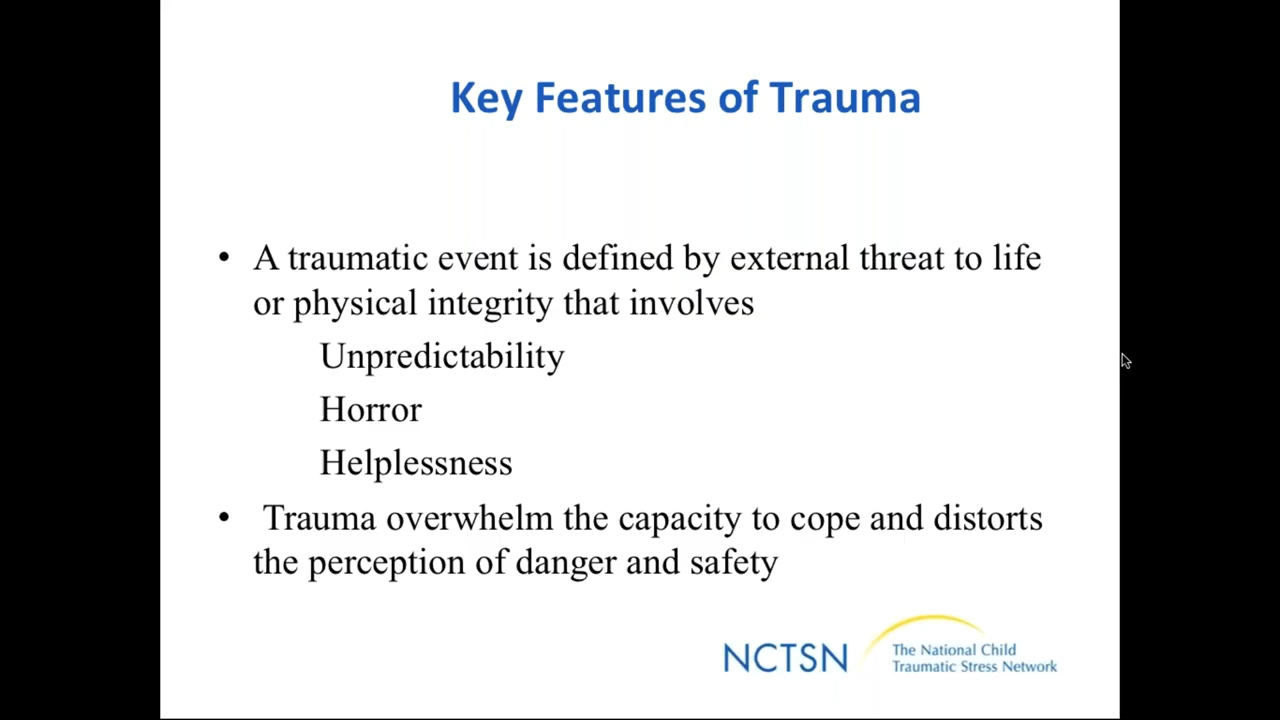 Key Features of Trauma
• A traumatic event is defined by external threat to life
or physical integrity that involves
Unpredictability
Horror
Helplessness
• Trauma overwhelm the capacity to cope and distorts
the perception of danger and safety
NCTSN
The National Child
Traumatic Stress Network